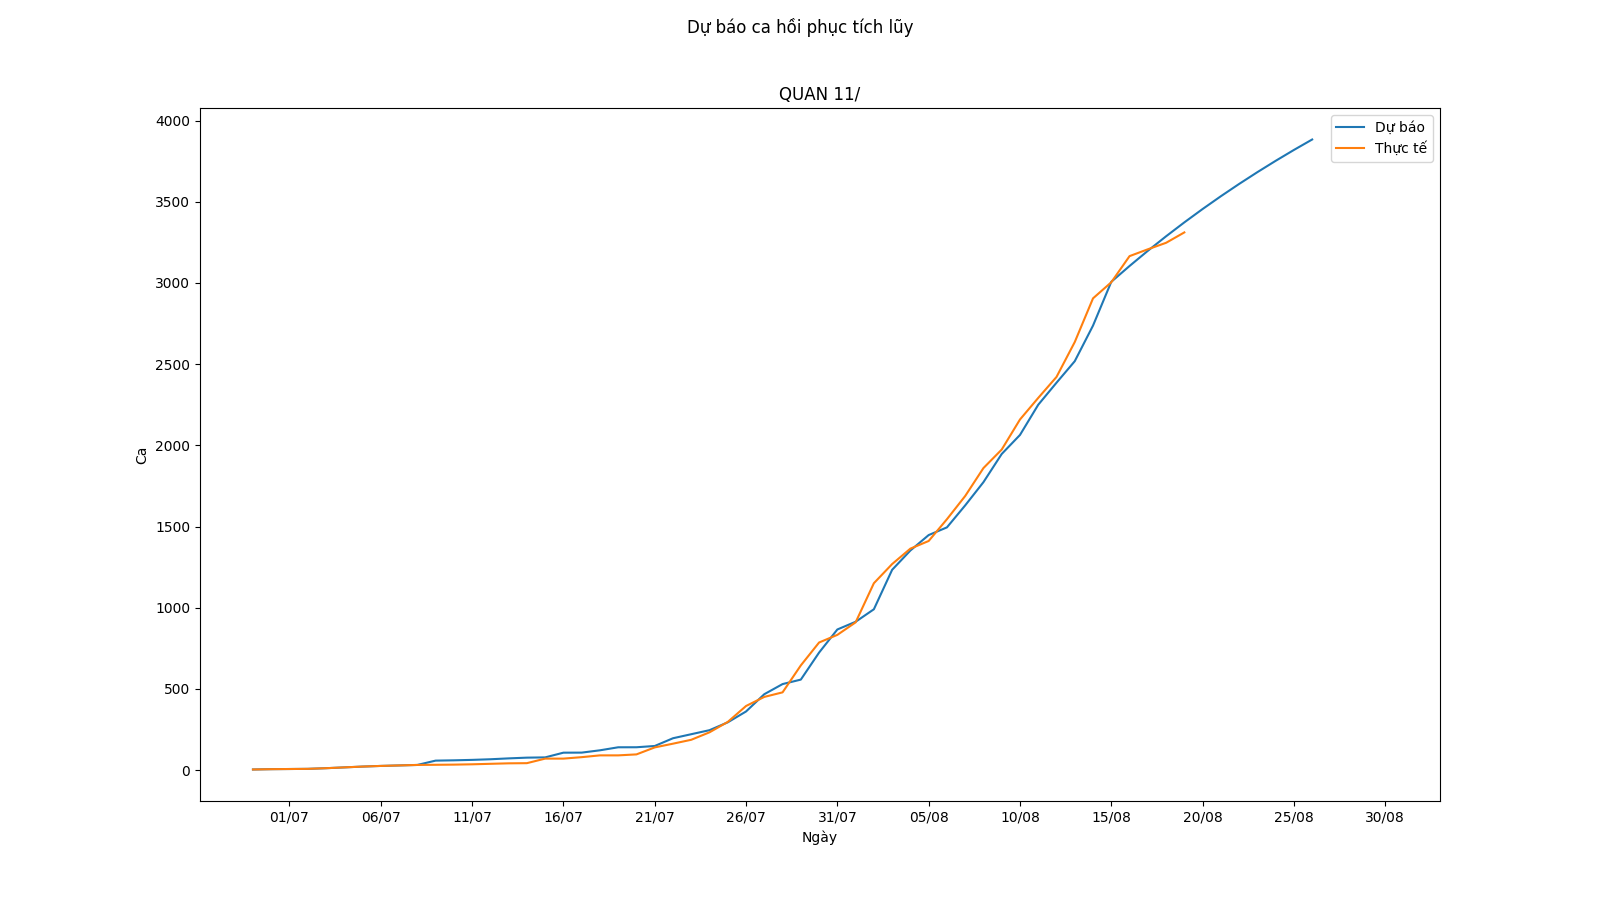 Dự báo ca hồi phục tích lũy
QUAN 11/
Dự báo
Thực tế
4000
3500
3000
2500
2000
1500
1000
500
0
Ca
01/07 06/07 11/07 16/07 21/07 26/07 31/07 05/08 10/08 15/08 20/08 25/08 30/08
Ngày